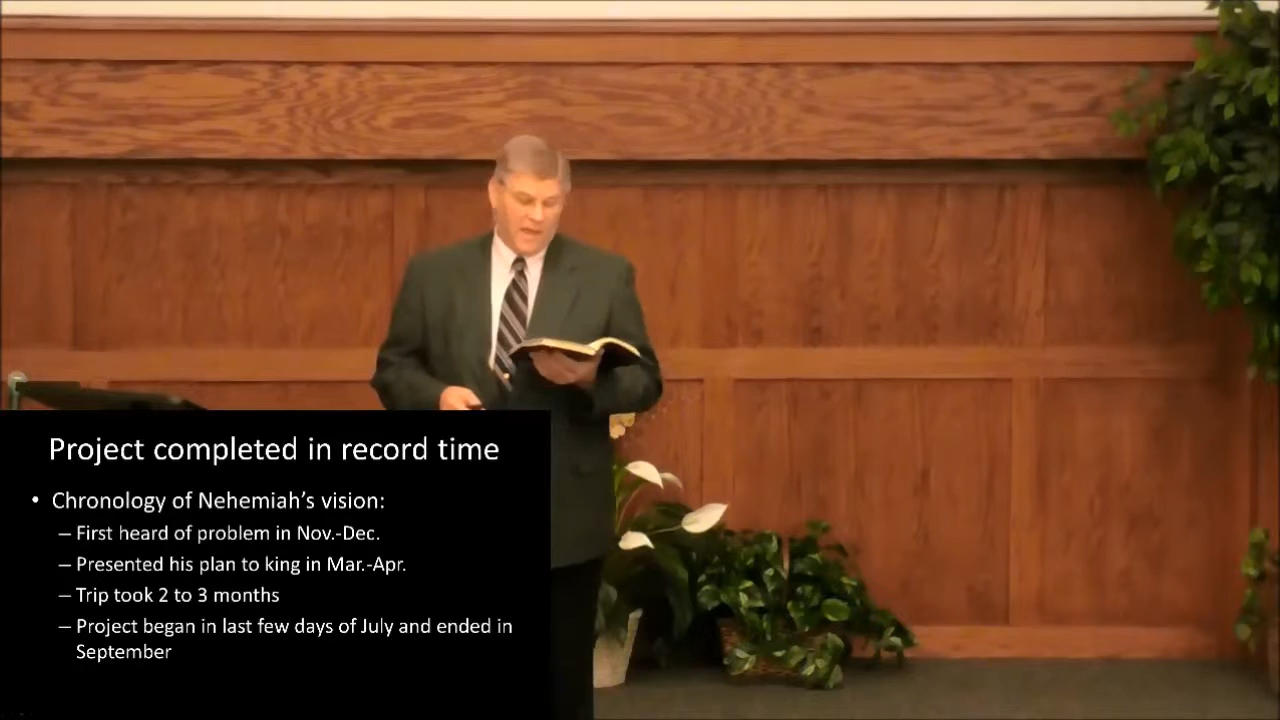 Project completed in record time
• Chronology of Nehemiah's vision:
– First heard of problem in Nov.-Dec.
– Presented his plan to king in Mar.-Apr.
– Trip took 2 to 3 months
– Project began in last few days of July and ended in
September